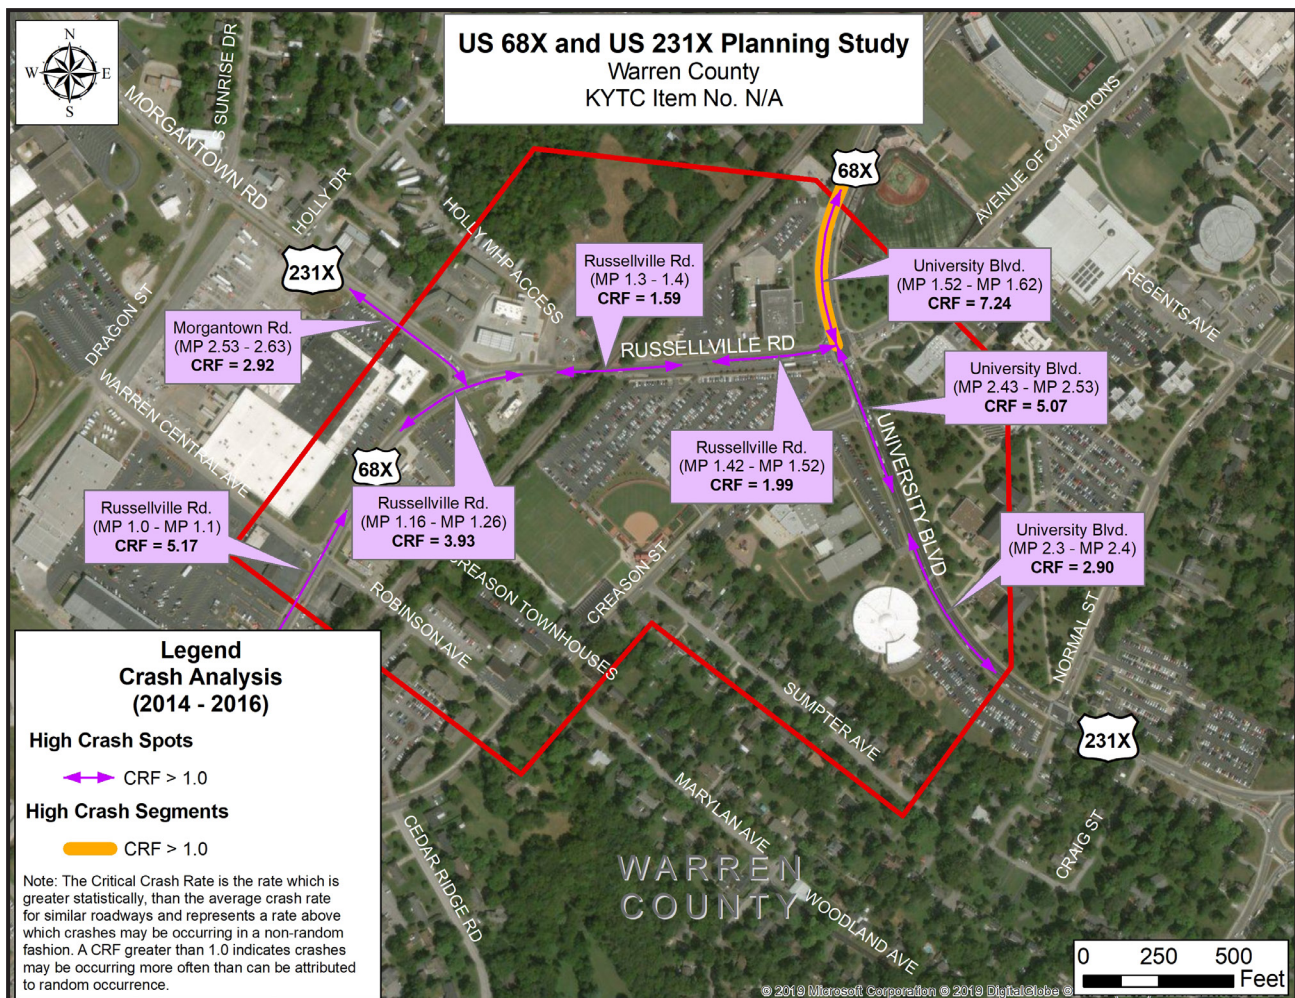 US 68X and US 231X Planning Study
Warren County
KYTC Item No. N/A
N
W
E
S
S SUNRISE DR
MORGANTOWN RD
HOLLY DR
HOLLY MHP ACCESS
AVENUE OF CHAMPIONS
68X
231X
REGENTS AVE
DRAGON ST
Russellville Rd.
(MP 1.3 - 1.4)
CRF = 1.59
University Blvd.
(MP 1.52 - MP 1.62)
CRF = 7.24
Morgantown Rd.
(MP 2.53 - 2.63)
CRF = 2.92
RUSSELLVILLE RD
University Blvd.
(MP 2.43 - MP 2.53)
CRF = 5.07
WARREN CENTRAL AVE
UNIVERSITY BLVD
Russellville Rd.
(MP 1.42 - MP 1.52)
CRF = 1.99
68X
Russellville Rd.
(MP 1.0 - MP 1.1)
CRF = 5.17
Russellville Rd.
(MP 1.16 - MP 1.26)
CRF = 3.93
University Blvd.
(MP 2.3 - MP 2.4)
CRF = 2.90
CREASON TOWNHOUSES
CREASON ST
ROBINSON AVE
NORMAL ST
SUMPTER AVE
231X
MARYLAN AVE
CEDAR RIDGE RD
CRAIG ST
WARREN
COUNTY
WOODLAND AVE
Legend
Crash Analysis
(2014 - 2016)
High Crash Spots
CRF > 1.0
High Crash Segments
CRF > 1.0
Note: The Critical Crash Rate is the rate which is
greater statistically, than the average crash rate
for similar roadways and represents a rate above
which crashes may be occurring in a non-random
fashion. A CRF greater than 1.0 indicates crashes
may be occurring more often than can be attributed
to random occurrence.
0 250 500
Feet
© 2019 Microsoft Corporation © 2019 DigitalGlobe ©